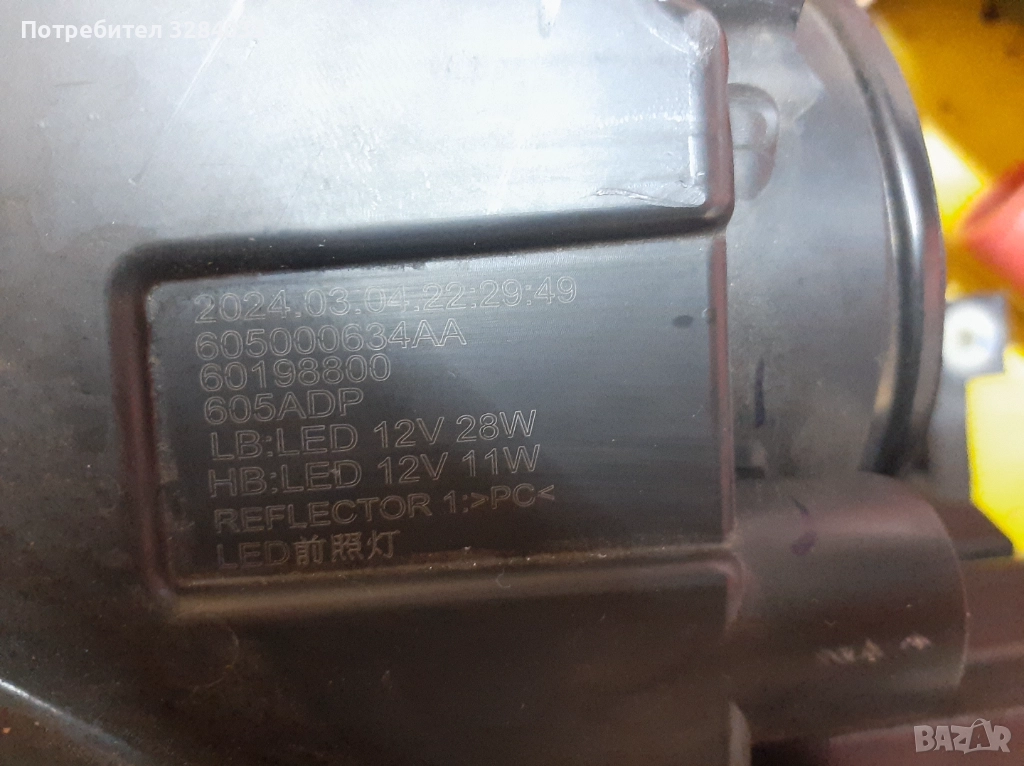 Потребител
2024.03.04.22:29:49
605000634AA
60198800
605ADP
LB:LED 12V 28W
HB:LED 12V 11W
REFLECTOR 1:>PC<
LED前照灯
BAZAR